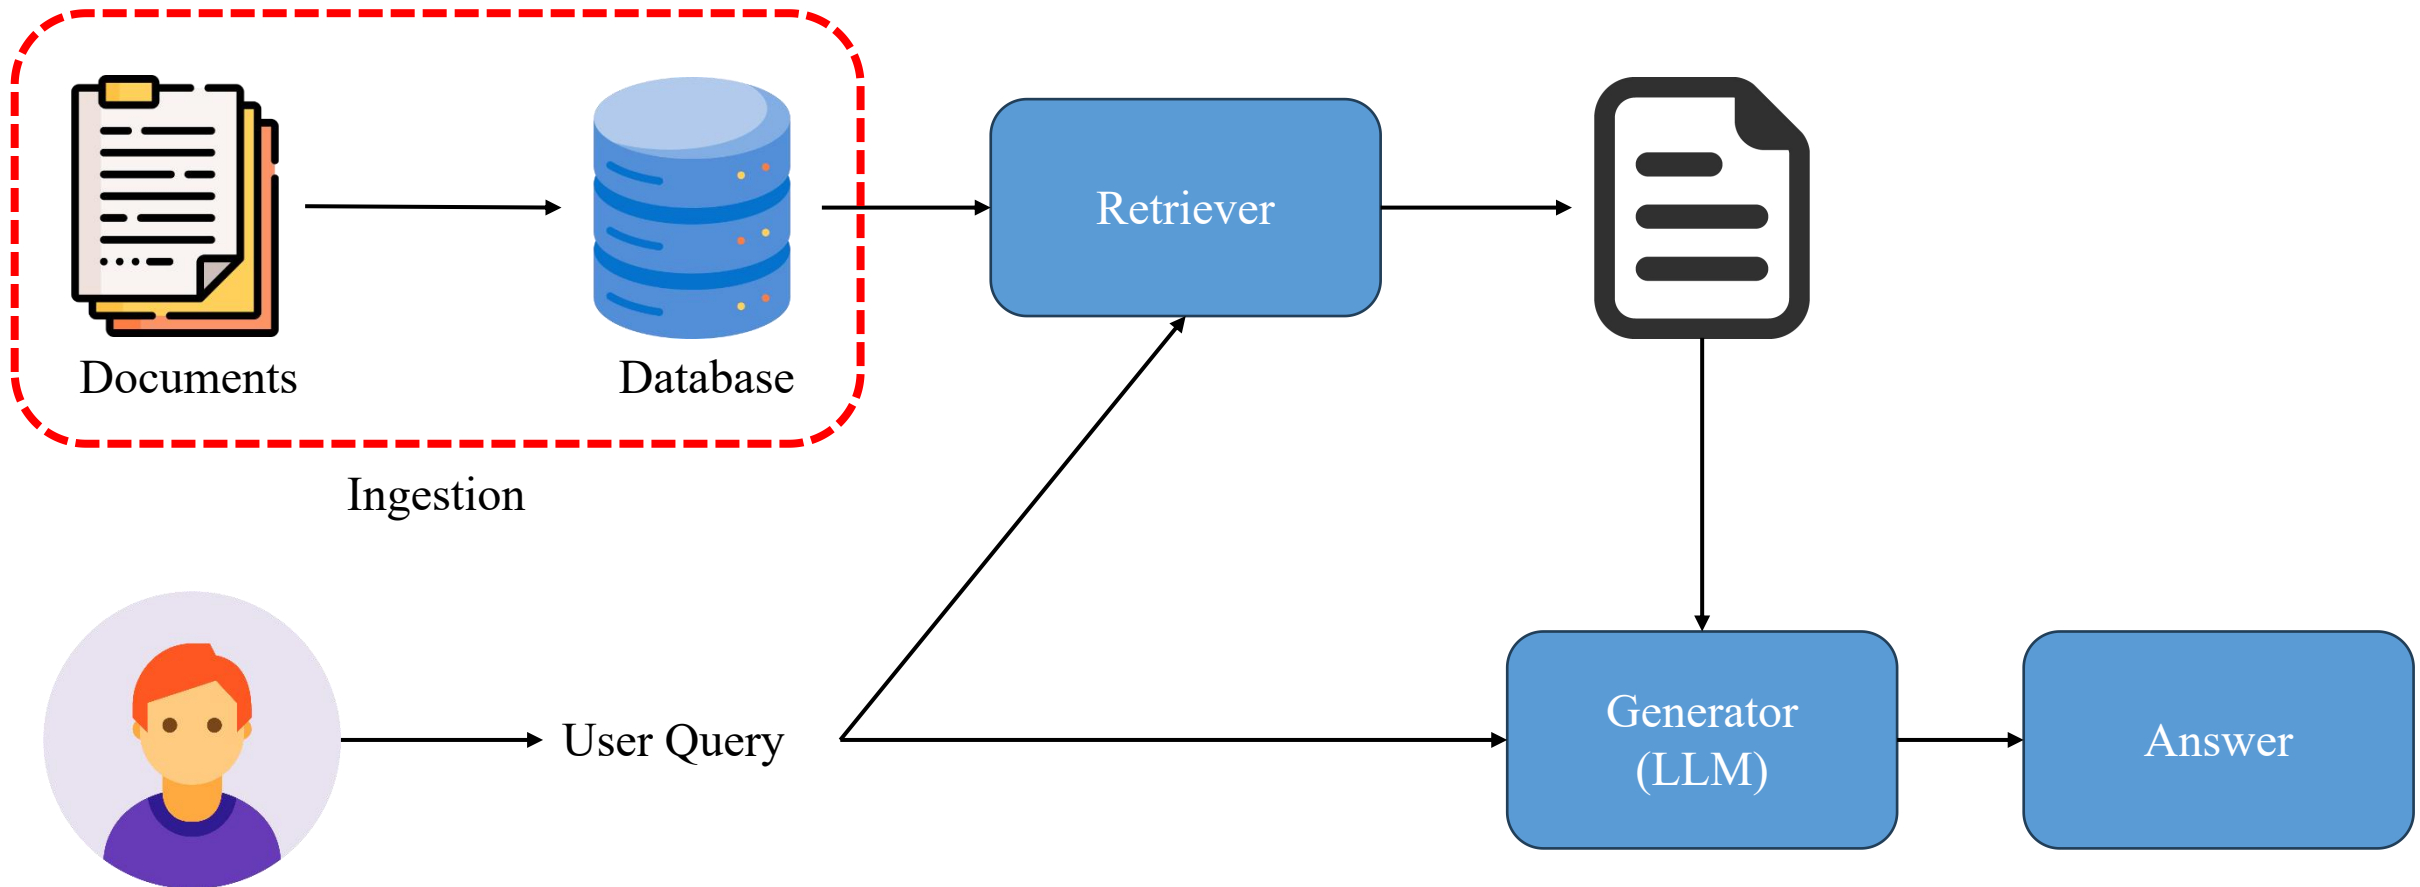 Documents
Database
Retriever
Ingestion
User Query
Generator
(LLM)
Answer